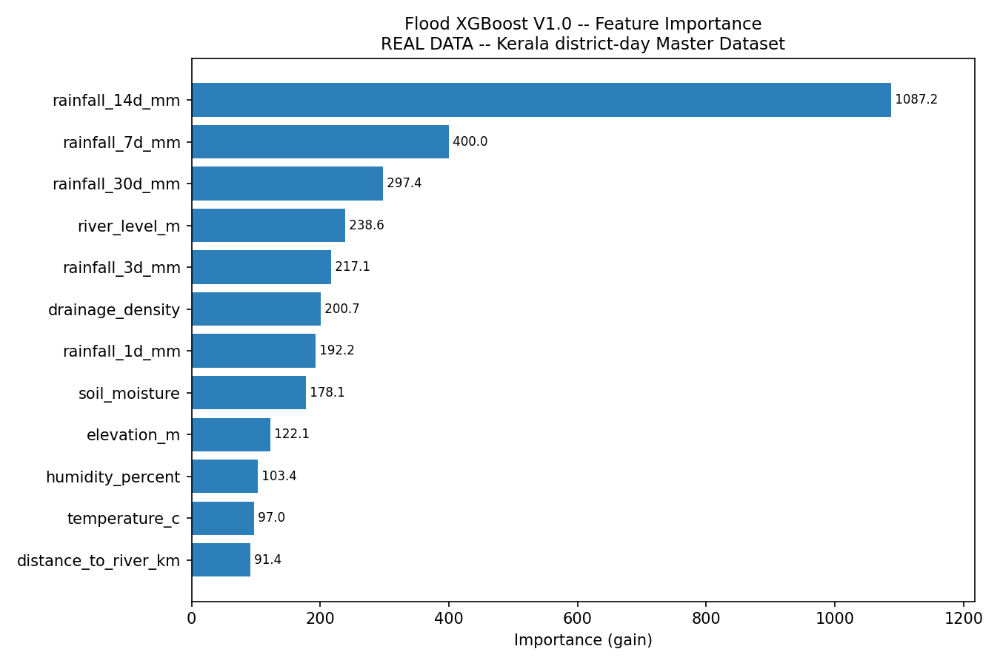 Flood XGBoost V1.0 -- Feature Importance
REAL DATA -- Kerala district-day Master Dataset
rainfall_14d_mm 1087.2
rainfall_7d_mm 400.0
rainfall_30d_mm 297.4
river_level_m 238.6
rainfall_3d_mm 217.1
drainage_density 200.7
rainfall_1d_mm 192.2
soil_moisture 178.1
elevation_m 122.1
humidity_percent 103.4
temperature_c 97.0
distance_to_river_km 91.4
0 200 400 600 800 1000 1200
Importance (gain)